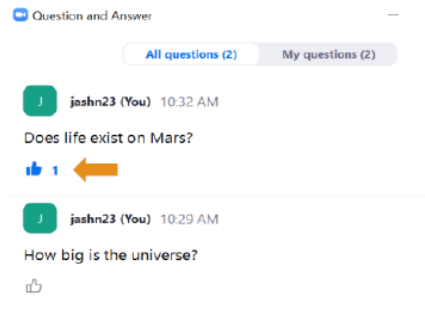 Question and Answer
All questions (2) My questions (2)
J jashn23 (You) 10:32 AM
Does life exist on Mars?
1
J jashn23 (You) 10:29 AM
How big is the universe?